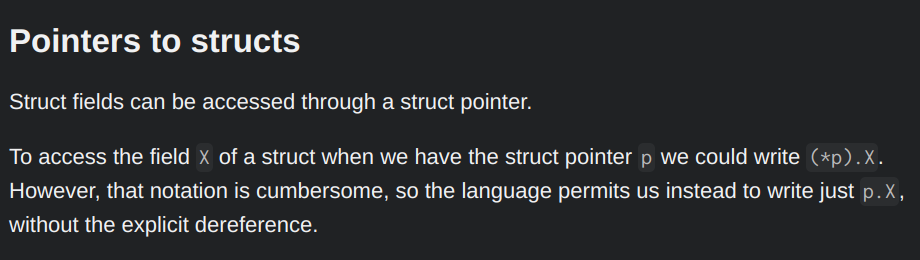 Pointers to structs
Struct fields can be accessed through a struct pointer.
To access the field X of a struct when we have the struct pointer p we could write (*p).X.
However, that notation is cumbersome, so the language permits us instead to write just p.X,
without the explicit dereference.